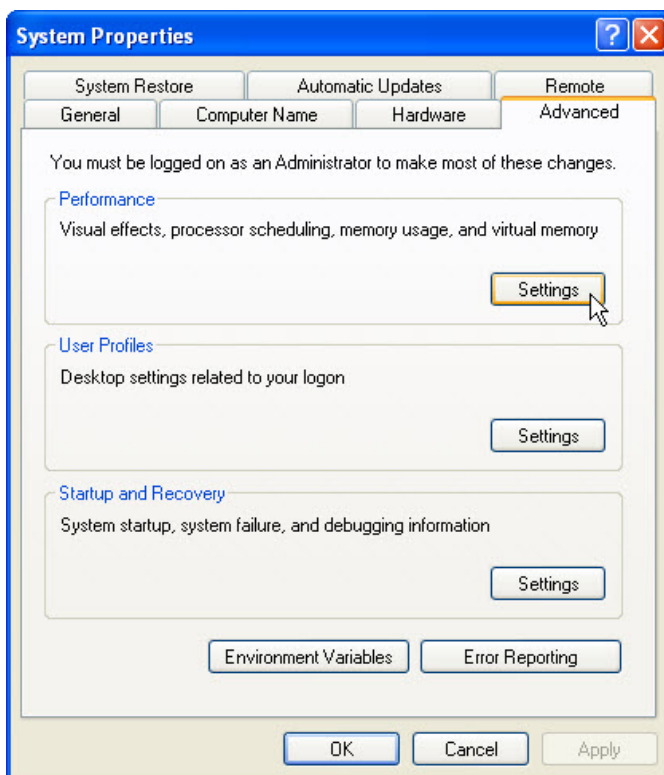 System Properties
System Restore
Automatic Updates
Remote
General
Computer Name
Hardware
Advanced
You must be logged on as an Administrator to make most of these changes.
Performance
Visual effects, processor scheduling, memory usage, and virtual memory
Settings
User Profiles
Desktop settings related to your logon
Settings
Startup and Recovery
System startup, system failure, and debugging information
Settings
Environment Variables
Error Reporting
OK
Cancel
Apply